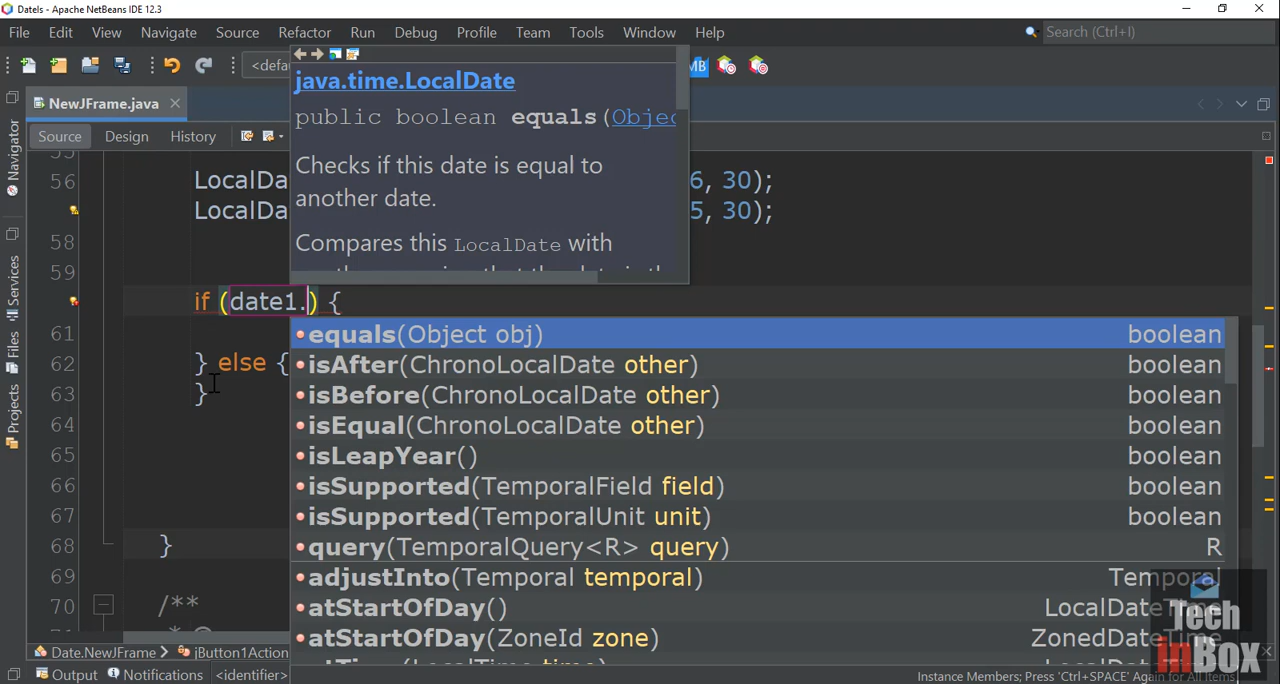 DateIs - Apache NetBeans IDE 12.3
File Edit View Navigate Source Refactor Run Debug Profile Team Tools Window Help
Search (Ctrl+I)
<defau
MB
NewJFrame.java
Source Design History
java.time.LocalDate
public boolean equals(Objec
Checks if this date is equal to
another date.
Compares this LocalDate with
Navigator
Services
Files
Projects
56 LocalDa 6, 30);
LocalDa 5, 30);
58
59
if (date1.) {
61
62 } else {
63 }
64
65
66
67
68 }
69
70 /**
equals(Object obj) boolean
isAfter(ChronoLocalDate other) boolean
isBefore(ChronoLocalDate other) boolean
isEqual(ChronoLocalDate other) boolean
isLeapYear() boolean
isSupported(TemporalField field) boolean
isSupported(TemporalUnit unit) boolean
query(TemporalQuery<R> query) R
adjustInto(Temporal temporal) Temporal
atStartOfDay() LocalDateTime
atStartOfDay(ZoneId zone) ZonedDateTime
Tech
inBOX
Date.NewJFrame
jButton1Action
Output Notifications <identifier>
Instance Members; Press 'Ctrl+SPACE' Again for All Items